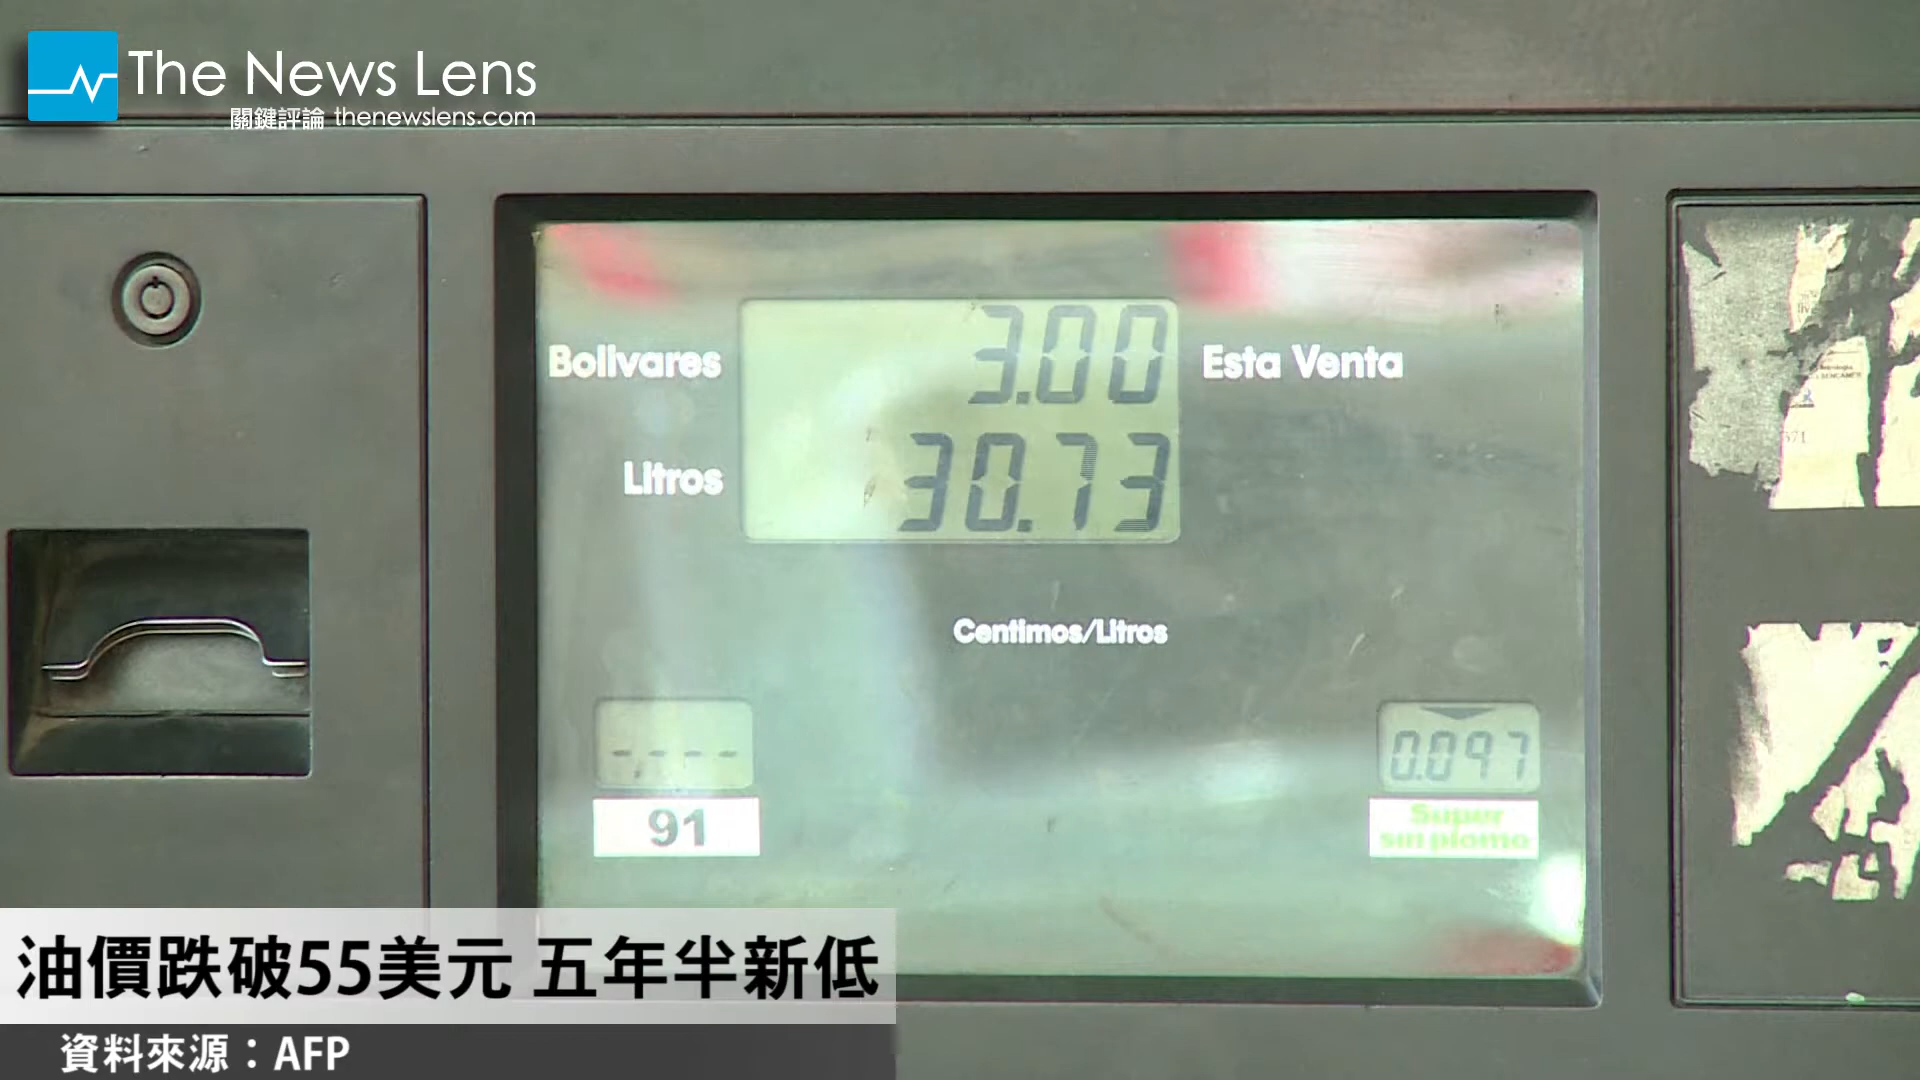 The News Lens
關鍵評論 thenewslens.com
Bolivares 3.00 Esta Venta
Litros 30.73
Centimos/Litros
-.---
0.097
91
Super
sin plomo
571
油價跌破55美元 五年半新低
資料來源：AFP